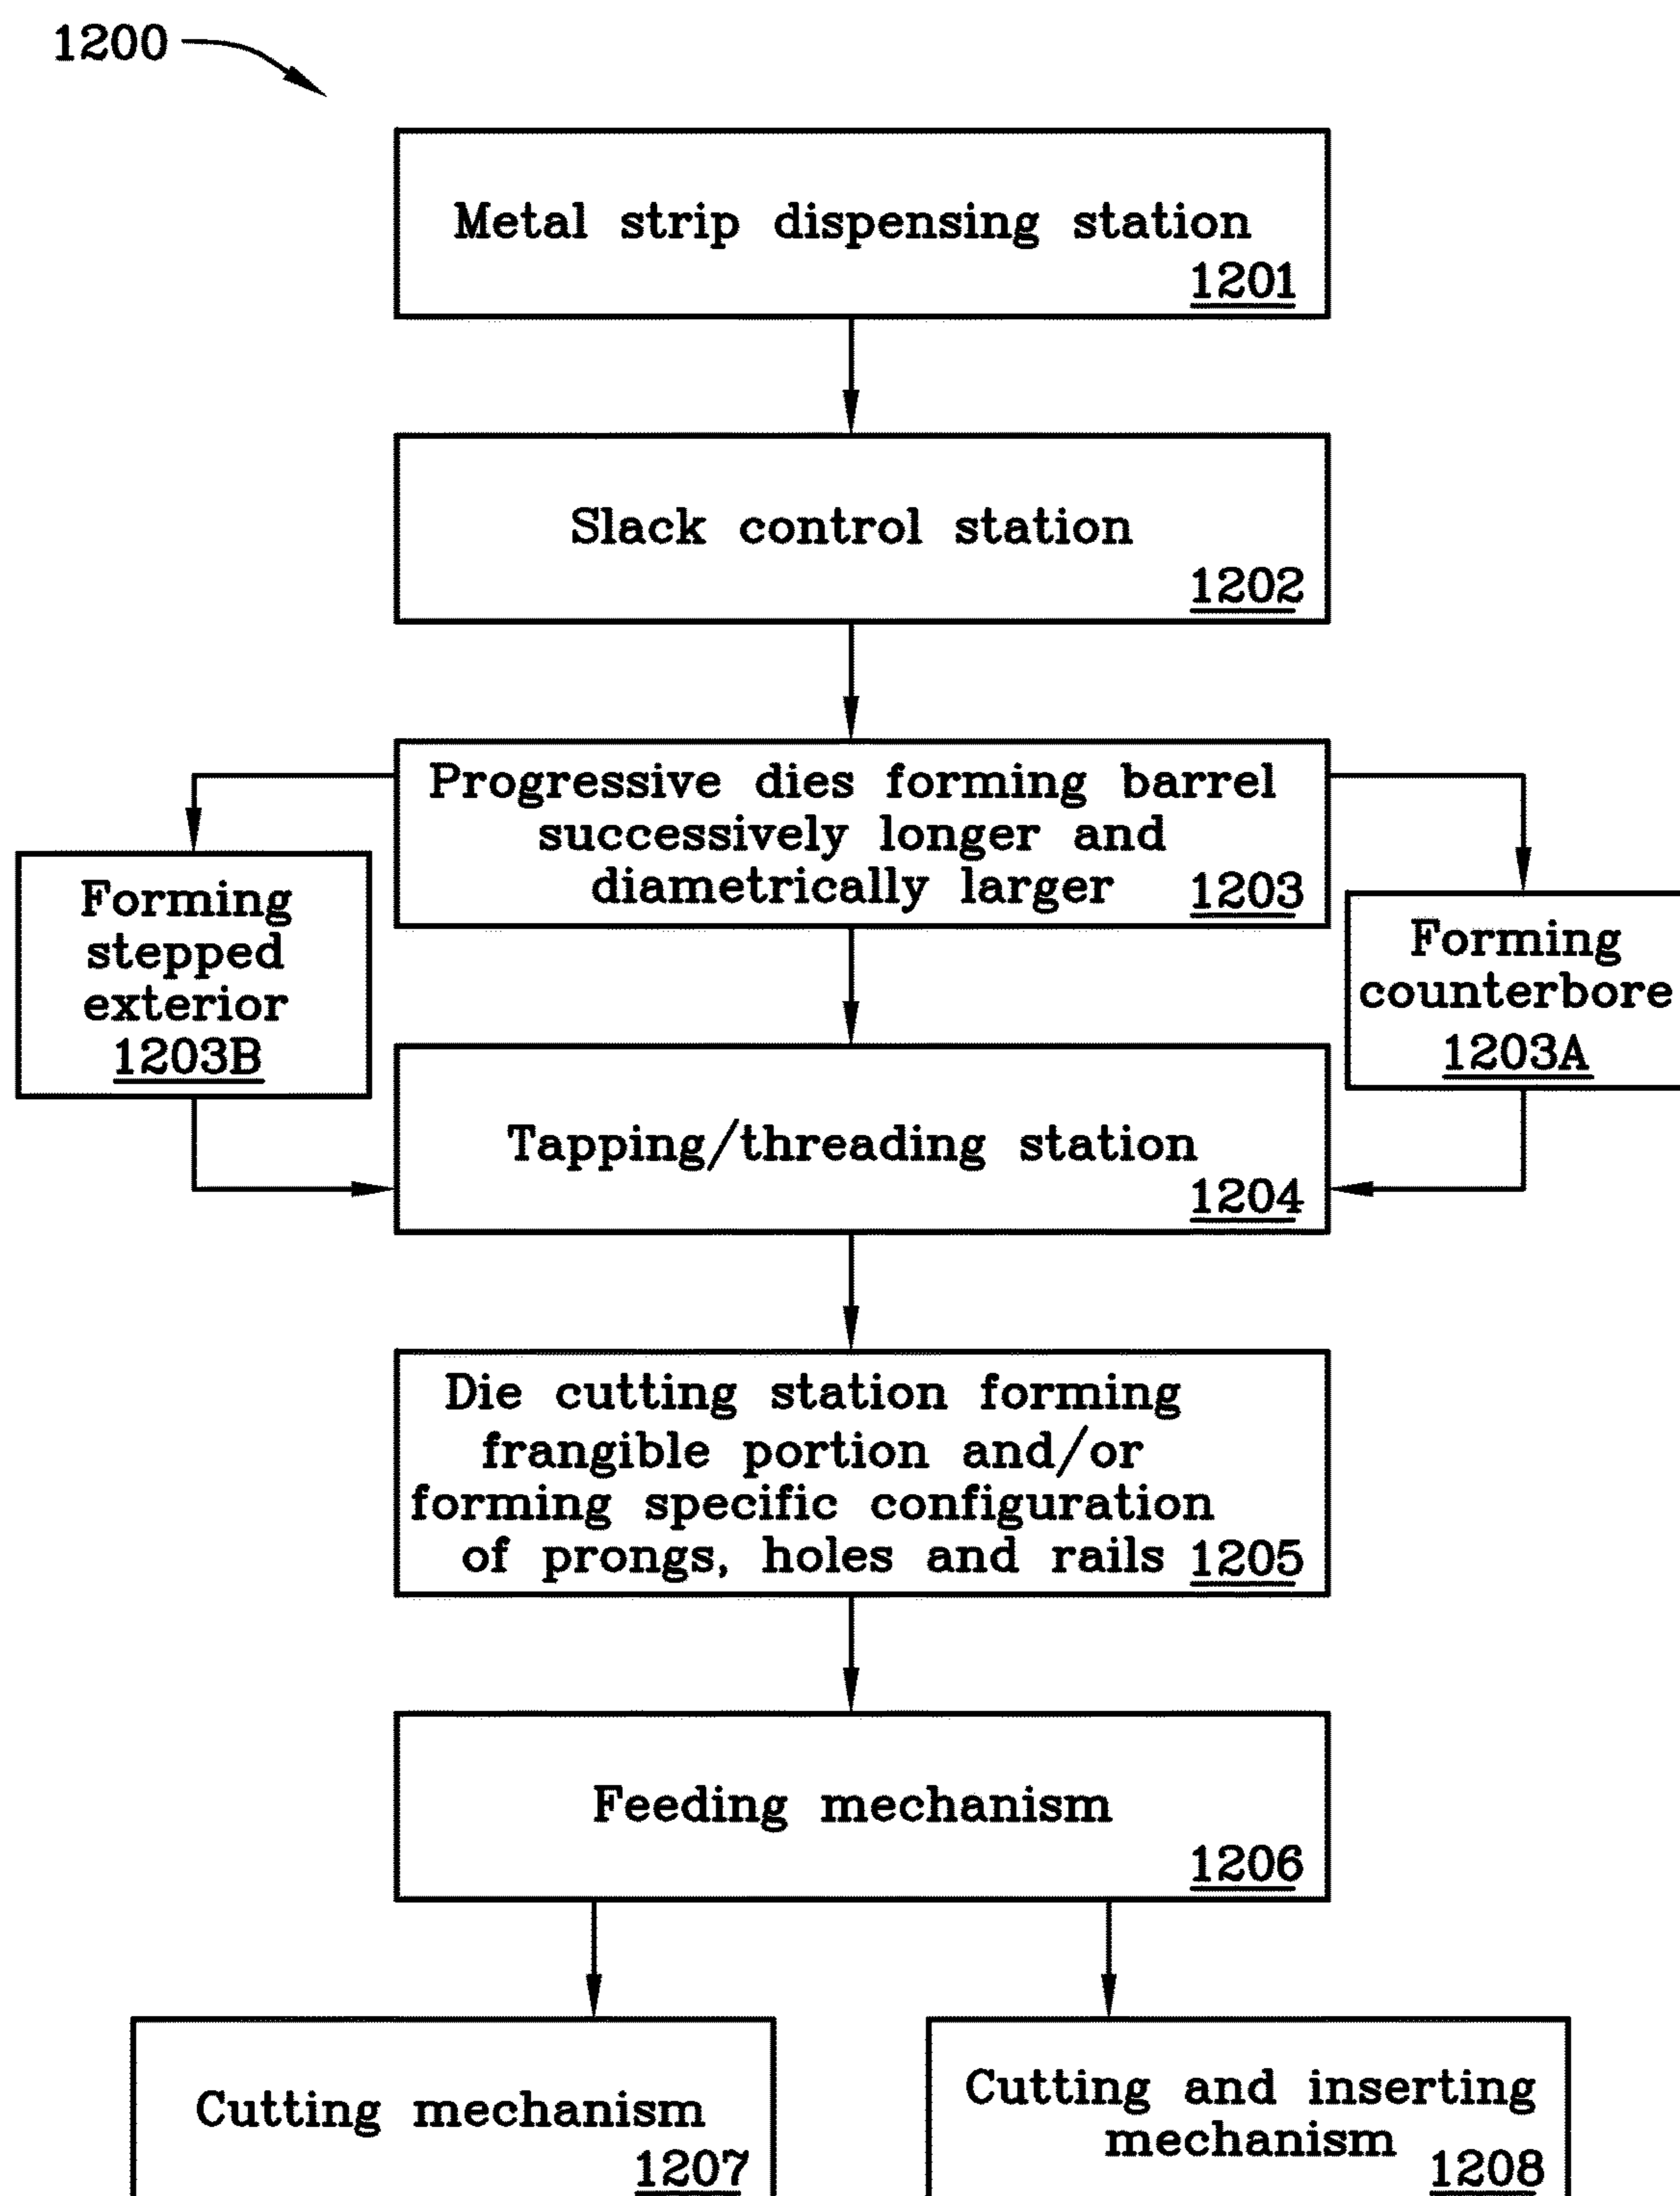 1200
Metal strip dispensing station
1201
Slack control station
1202
Progressive dies forming barrel
successively longer and
diametrically larger 1203
Forming
stepped
exterior
1203B
Forming
counterbore
1203A
Tapping/threading station
1204
Die cutting station forming
frangible portion and/or
forming specific configuration
of prongs, holes and rails 1205
Feeding mechanism
1206
Cutting mechanism
1207
Cutting and inserting
mechanism
1208